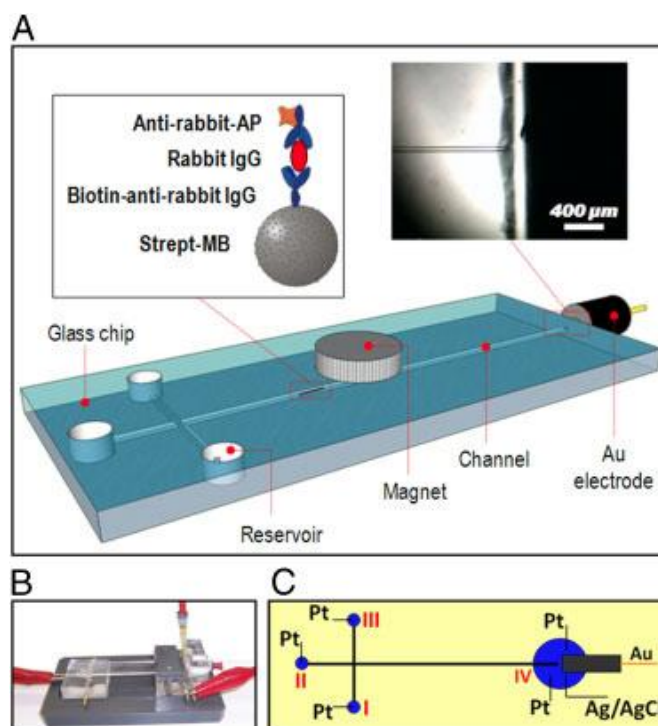 A
Anti-rabbit-AP
Rabbit IgG
Biotin-anti-rabbit IgG
Strept-MB
400 µm
Glass chip
Reservoir
Magnet
Channel
Au
electrode
B
C
Pt
III
Pt
II
Pt
I
Pt
IV
Pt
Au
Ag/AgC